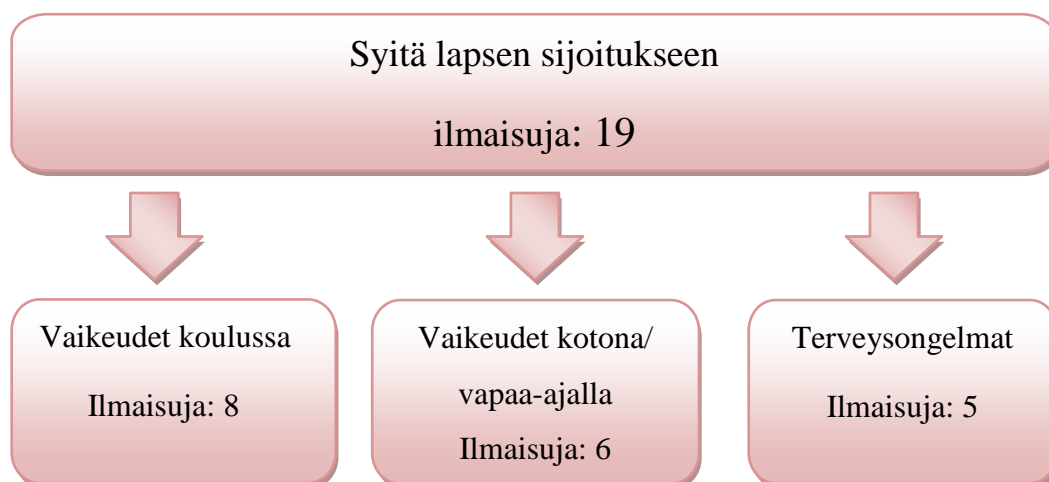 Syitä lapsen sijoitukseen
ilmaisuja: 19
Vaikeudet koulussa
Ilmaisuja: 8
Vaikeudet kotona/
vapaa-ajalla
Ilmaisuja: 6
Terveysongelmat
Ilmaisuja: 5